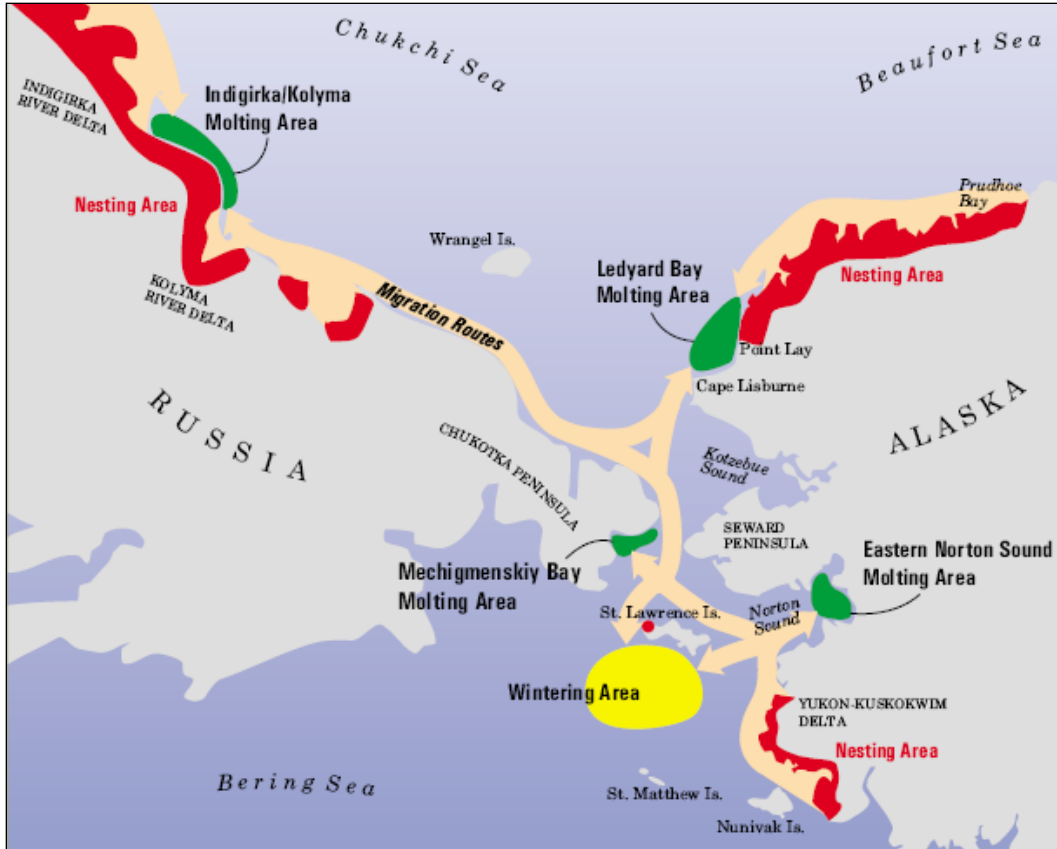 Chukchi Sea
Beaufort Sea
INDIGIRKA
RIVER DELTA
Indigirka/Kolyma
Molting Area
Nesting Area
Prudhoe
Bay
Wrangel Is.
Ledyard Bay
Molting Area
Nesting Area
KOLYMA
RIVER DELTA
Migration Routes
Point Lay
Cape Lisburne
RUSSIA
ALASKA
CHUKOTKA PENINSULA
Kotzebue
Sound
SEWARD
PENINSULA
Eastern Norton Sound
Molting Area
Mechigmenskiy Bay
Molting Area
St. Lawrence Is.
Norton
Sound
Wintering Area
YUKON-KUSKOKWIM
DELTA
Nesting Area
Bering Sea
St. Matthew Is.
Nunivak Is.